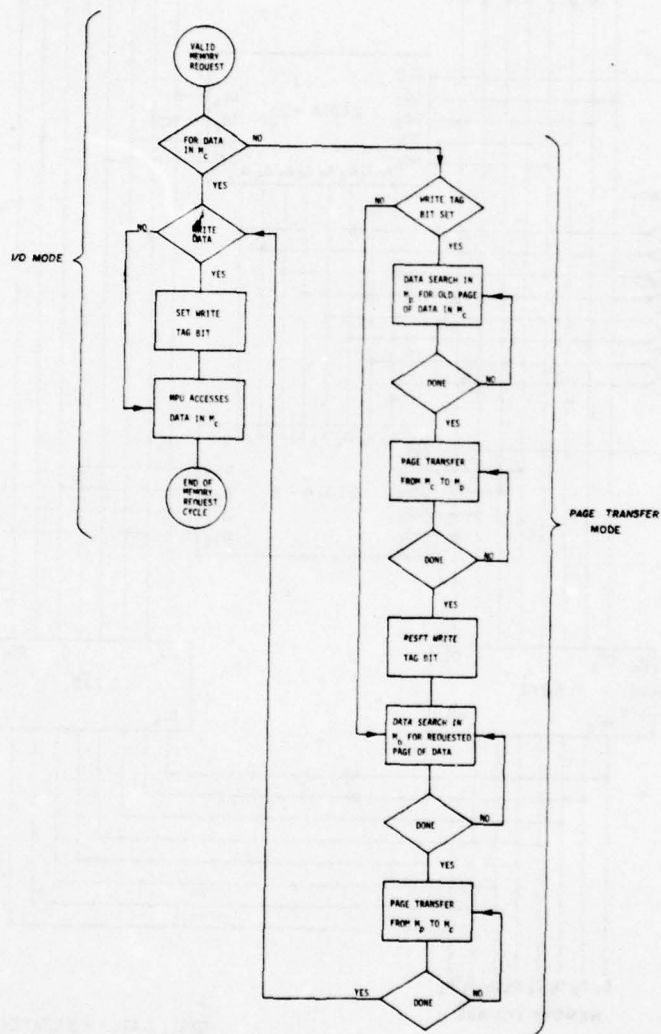 VALID
MEMORY
REQUEST
FOR DATA
IN MC
NO
YES
WRITE
DATA
NO
YES
I/O MODE
SET WRITE
TAG BIT
MPU ACCESSES
DATA IN MC
END OF
MEMORY
REQUEST
CYCLE
WRITE TAG
BIT SET
NO
YES
DATA SEARCH IN
MD FOR OLD PAGE
OF DATA IN MC
DONE
NO
YES
PAGE TRANSFER
FROM MC TO MD
DONE
NO
YES
RESET WRITE
TAG BIT
DATA SEARCH IN
MD FOR REQUESTED
PAGE OF DATA
DONE
NO
YES
PAGE TRANSFER
FROM MD TO MC
DONE
YES
NO
PAGE TRANSFER
MODE